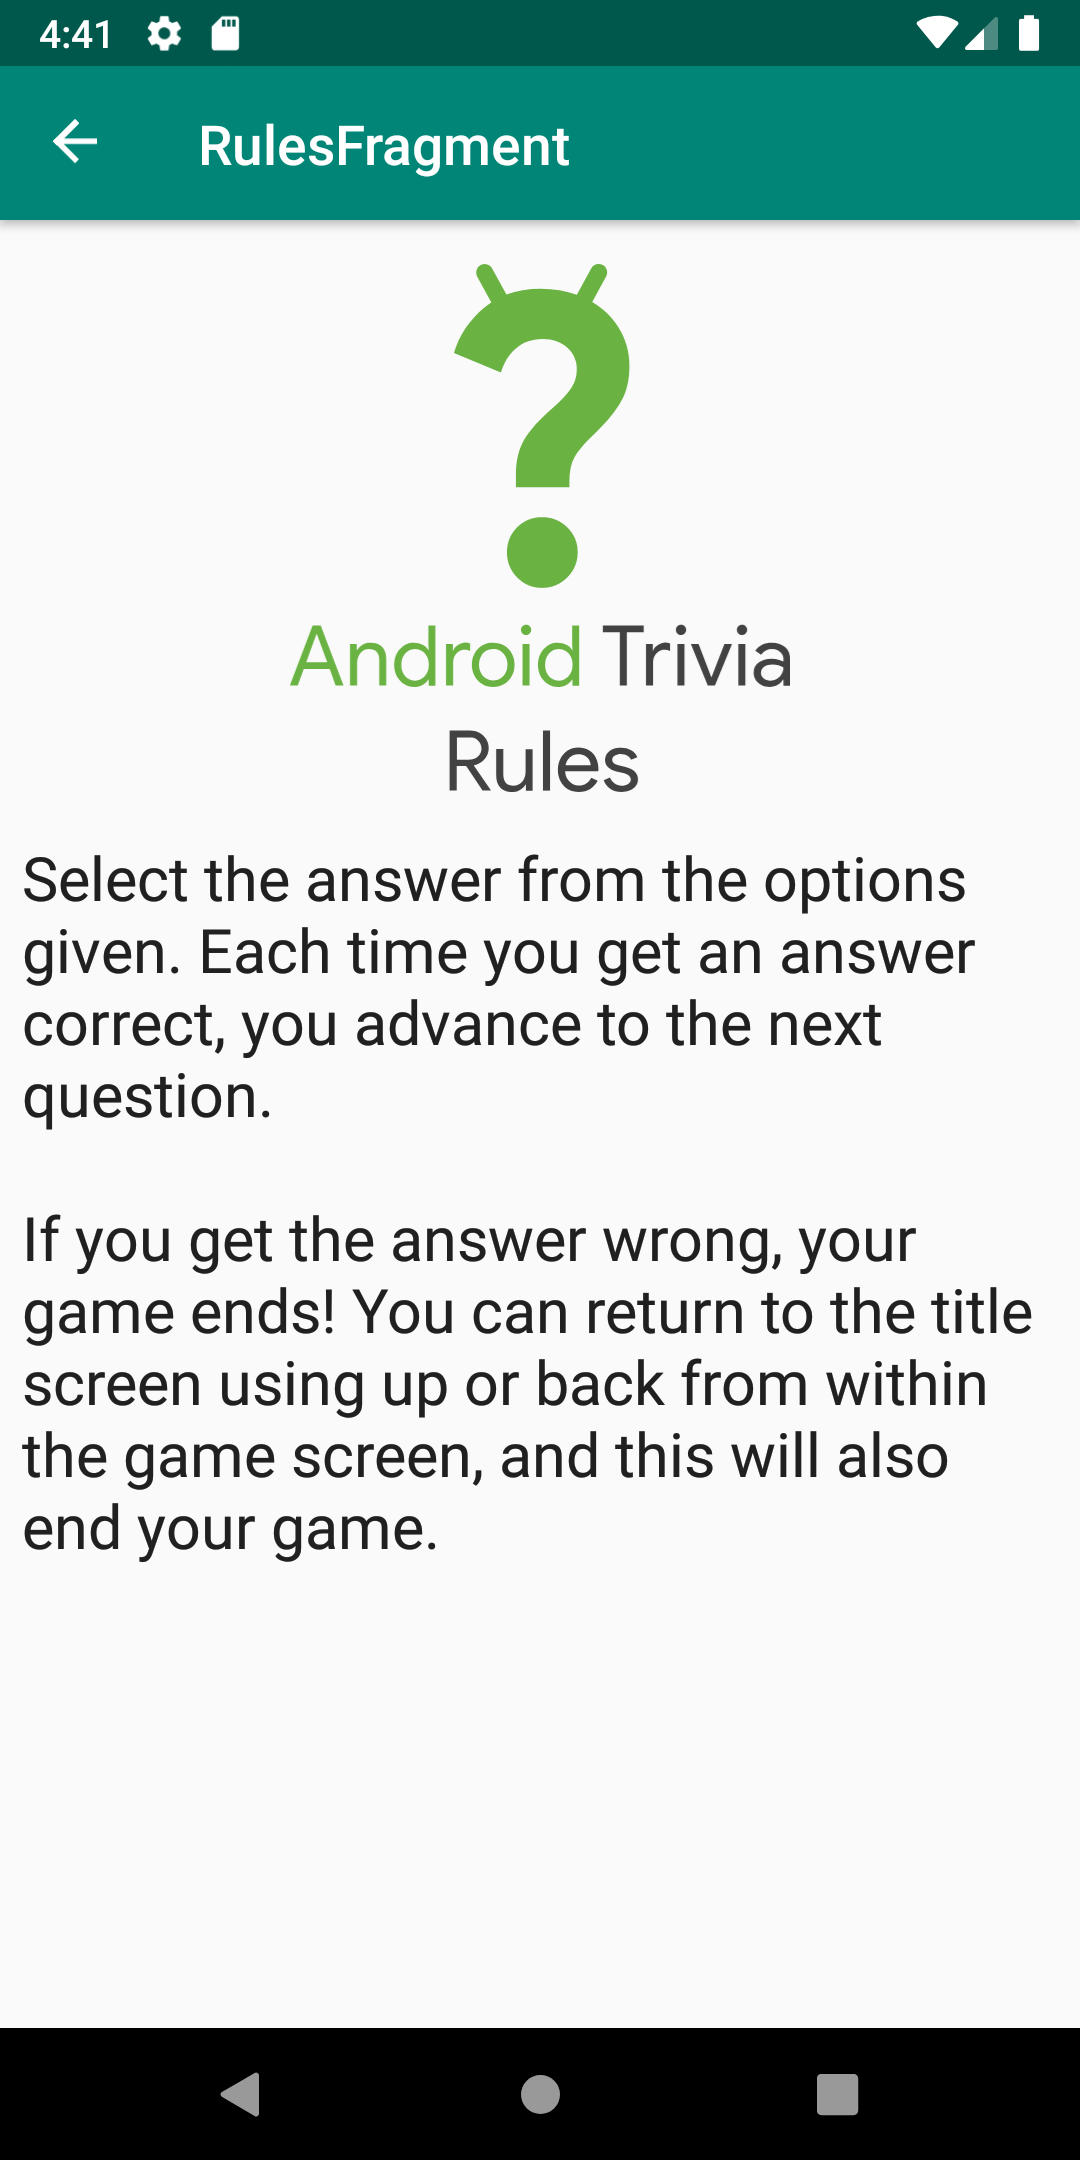 4:41
RulesFragment
Android Trivia
Rules
Select the answer from the options
given. Each time you get an answer
correct, you advance to the next
question.
If you get the answer wrong, your
game ends! You can return to the title
screen using up or back from within
the game screen, and this will also
end your game.